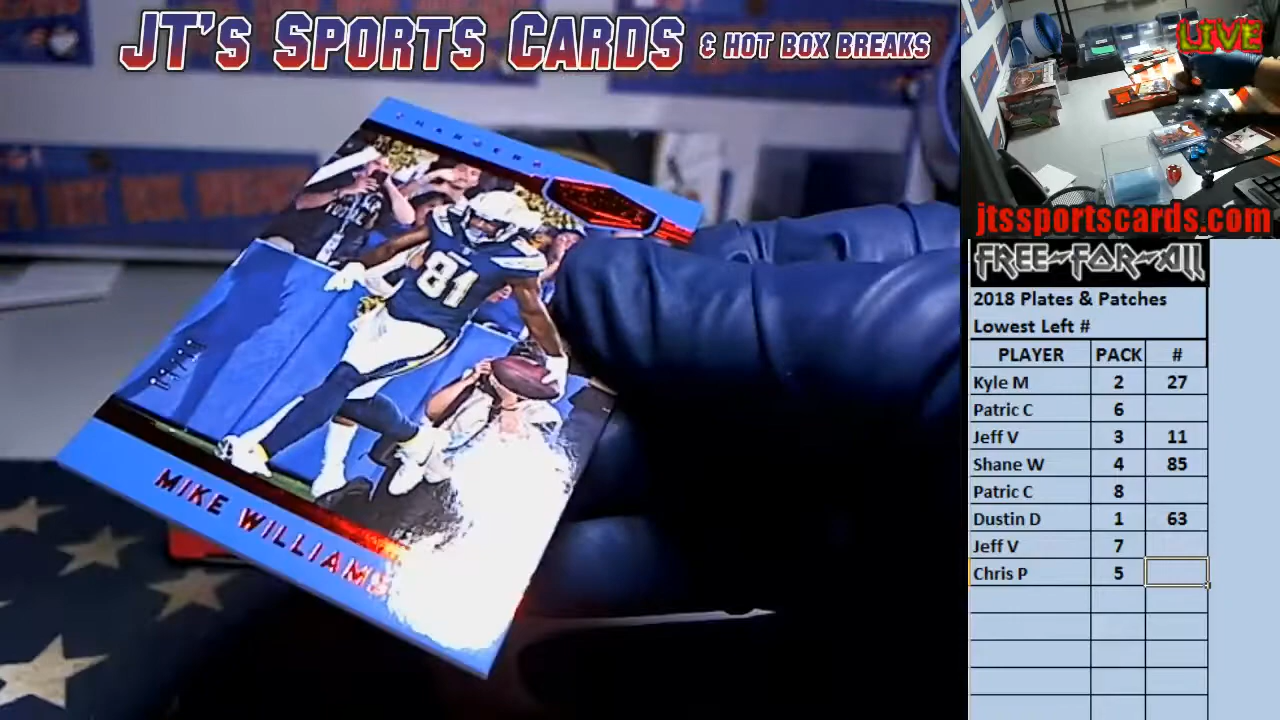 JT's Sports Cards & Hot Box Breaks
LIVE
jtssportscards.com
CHARGERS
81
MIKE WILLIAMS
FREE-FOR-ALL
2018 Plates & Patches
Lowest Left #
PLAYER PACK #
Kyle M 2 27
Patric C 6
Jeff V 3 11
Shane W 4 85
Patric C 8
Dustin D 1 63
Jeff V 7
Chris P 5